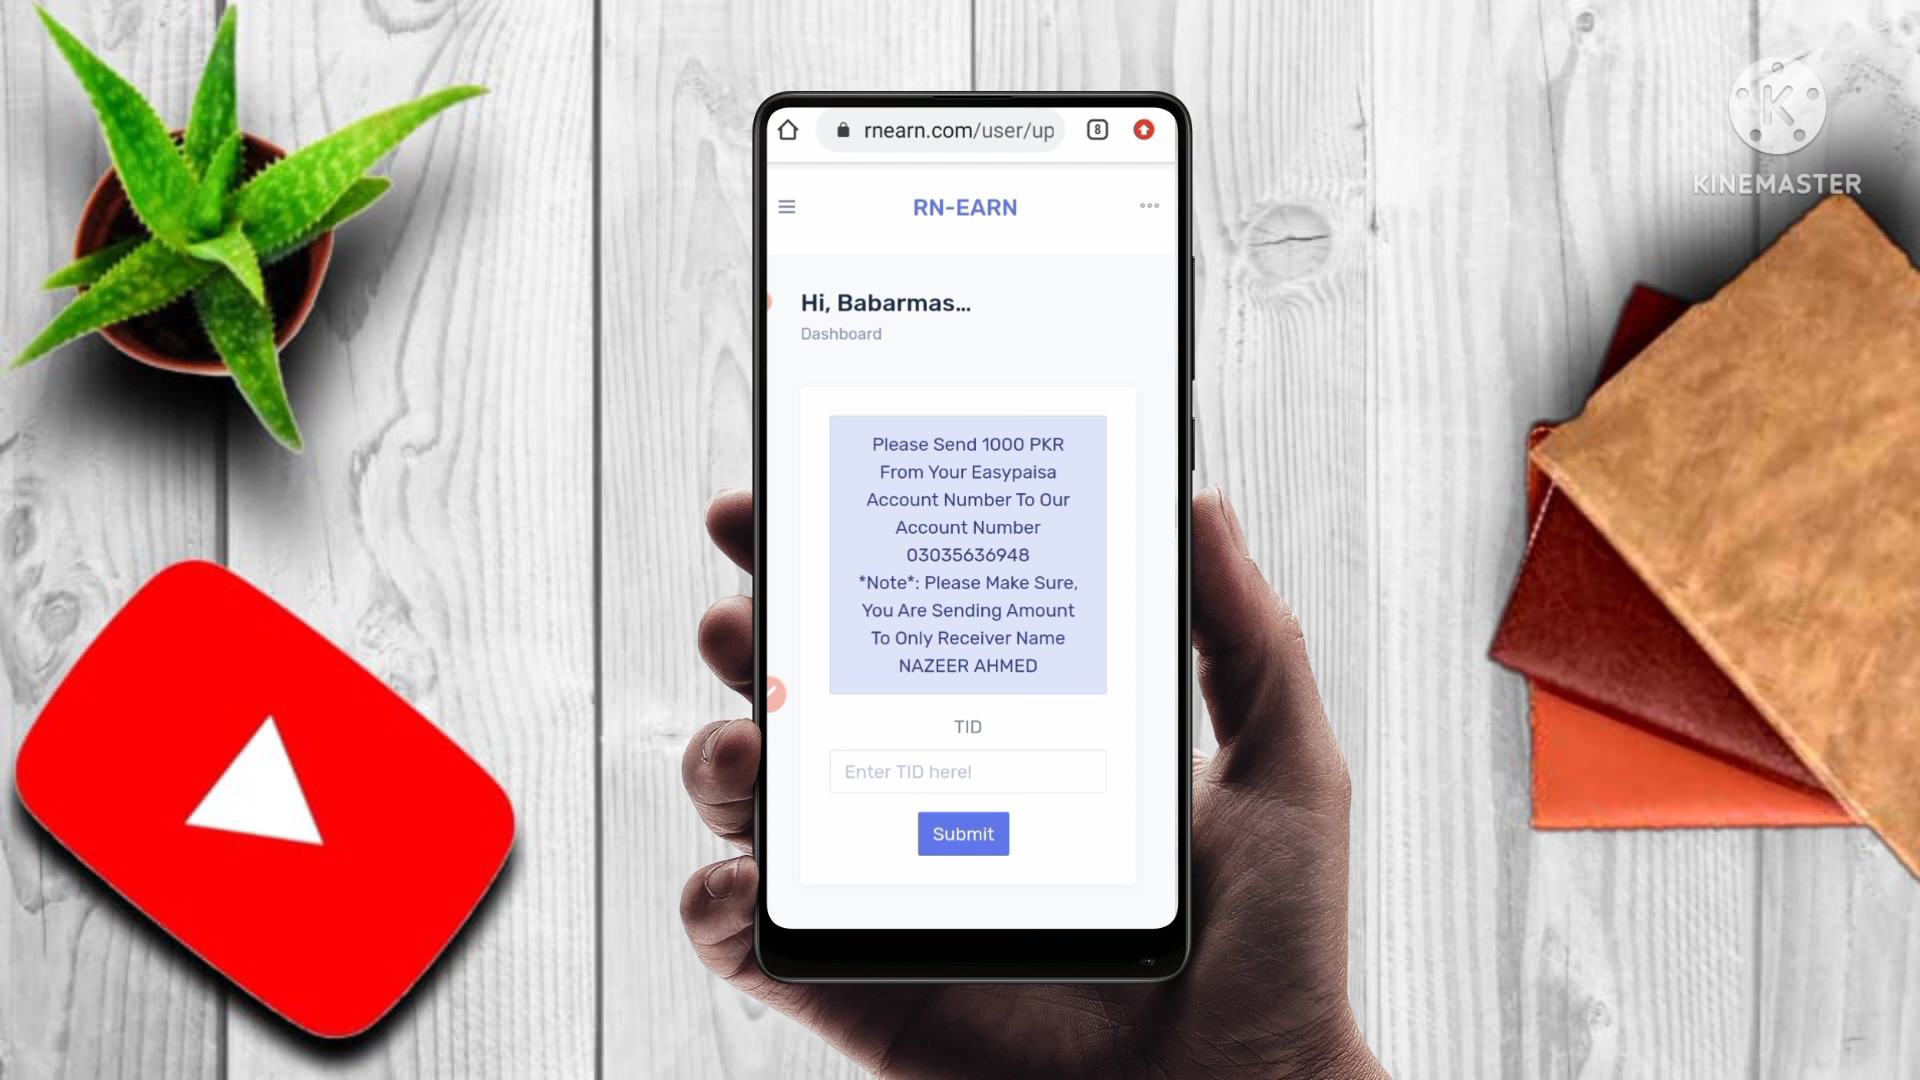 rnearn.com/user/up
8
RN-EARN
Hi, Babarmas...
Dashboard
Please Send 1000 PKR
From Your Easypaisa
Account Number To Our
Account Number
03035636948
*Note*: Please Make Sure,
You Are Sending Amount
To Only Receiver Name
NAZEER AHMED
TID
Enter TID here!
Submit
K
KINEMASTER